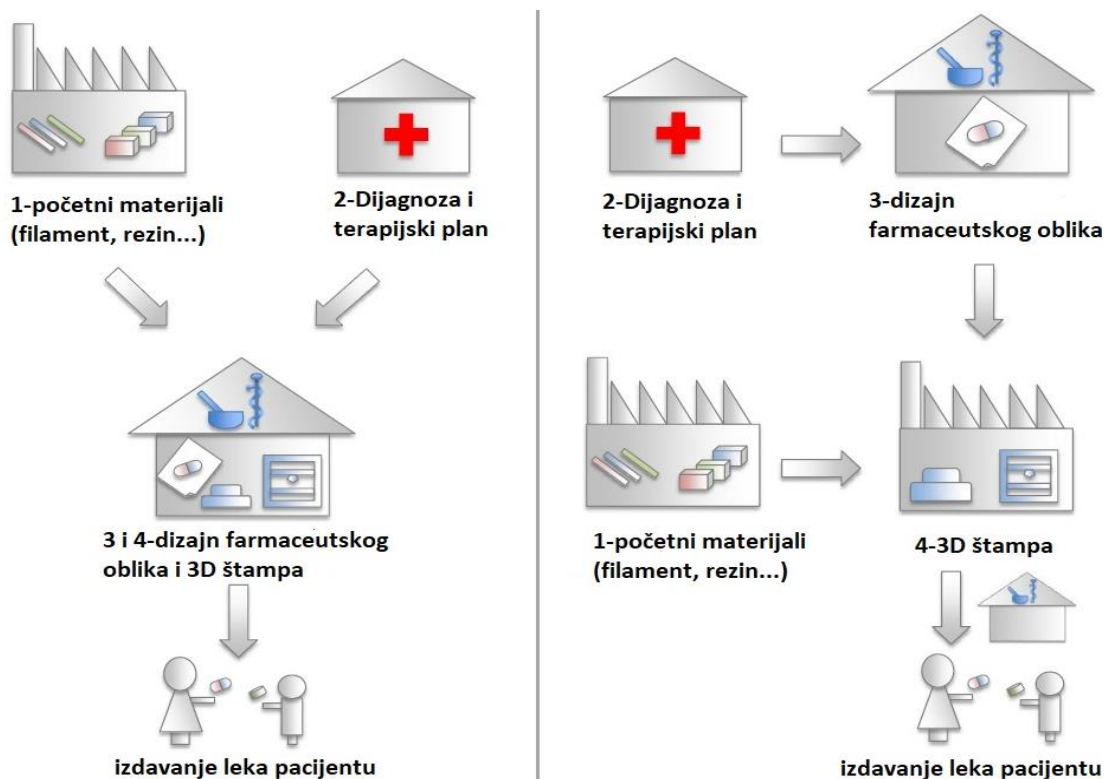 1-početni materijali
(filament, rezin...)
2-Dijagnoza i
terapijski plan
3 i 4-dizajn farmaceutskog
oblika i 3D štampa
izdavanje leka pacijentu
2-Dijagnoza i
terapijski plan
3-dizajn
farmaceutskog oblika
1-početni materijali
(filament, rezin...)
4-3D štampa
izdavanje leka pacijentu